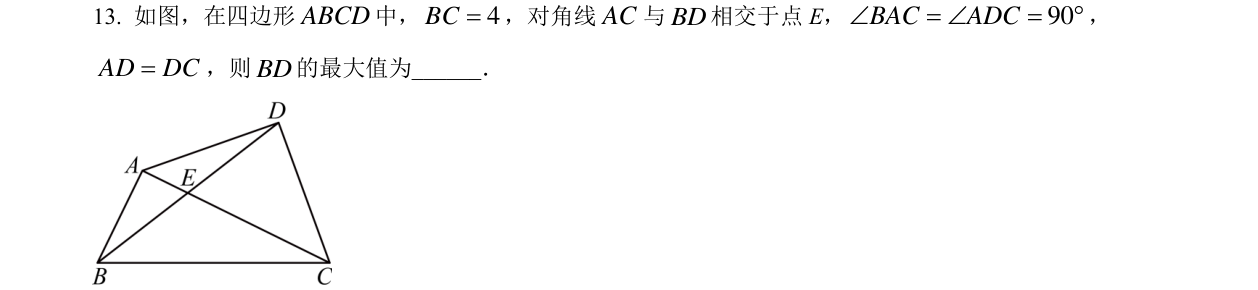 13. 如图，在四边形 ABCD 中， BC = 4，对角线 AC 与 BD 相交于点 E，∠BAC = ∠ADC = 90°，
AD = DC，则 BD 的最大值为______.
D
A
E
B
C